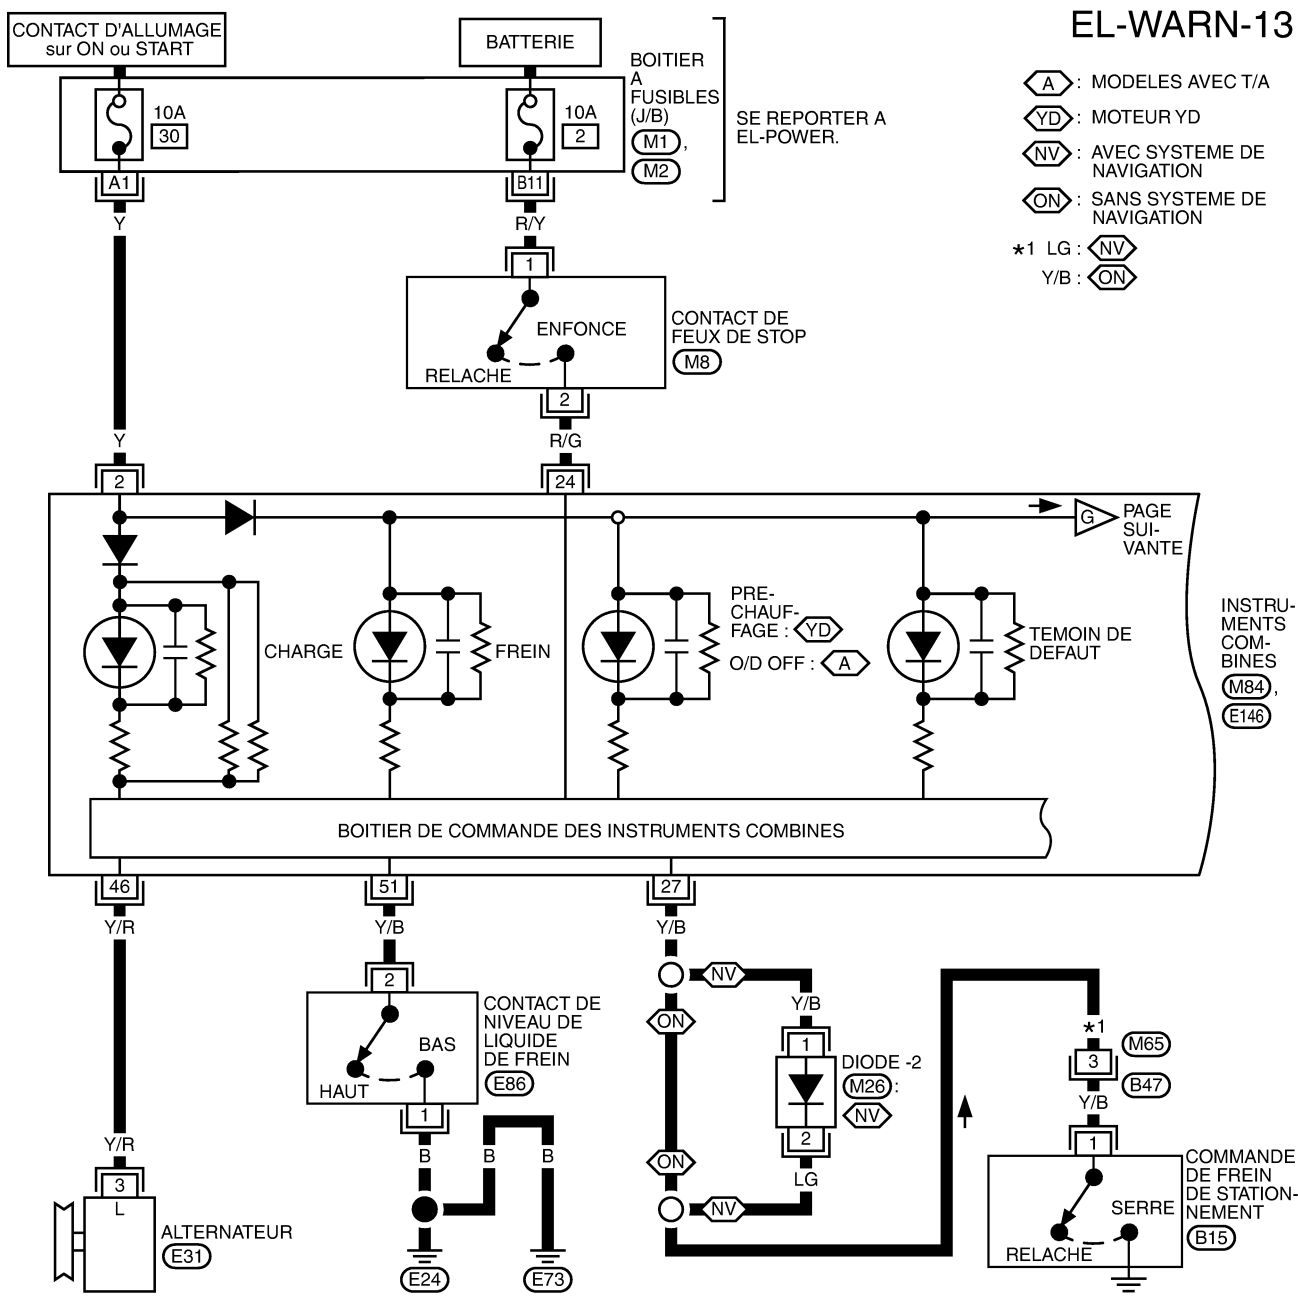 EL-WARN-13
CONTACT D'ALLUMAGE
sur ON ou START
BATTERIE
BOITIER
A
FUSIBLES
(J/B)
M1 ,
M2
SE REPORTER A
EL-POWER.
10A
30
10A
2
A1
B11
A : MODELES AVEC T/A
YD : MOTEUR YD
NV : AVEC SYSTEME DE
NAVIGATION
ON : SANS SYSTEME DE
NAVIGATION
*1 LG : NV
Y/B : ON
Y
R/Y
1
ENFONCE
RELACHE
CONTACT DE
FEUX DE STOP
M8
2
Y
R/G
2
24
G
PAGE
SUI-
VANTE
CHARGE
FREIN
PRE-
CHAUF-
FAGE : YD
O/D OFF : A
TEMOIN DE
DEFAUT
INSTRU-
MENTS
COM-
BINES
M84 ,
E146
BOITIER DE COMMANDE DES INSTRUMENTS COMBINES
46
51
27
Y/R
Y/B
Y/B
2
BAS
HAUT
CONTACT DE
NIVEAU DE
LIQUIDE
DE FREIN
E86
1
B
B
B
E24
E73
Y/R
3
L
ALTERNATEUR
E31
NV
ON
Y/B
1
DIODE -2
M26 :
NV
2
LG
ON
NV
*1
3
M65
B47
Y/B
1
SERRE
RELACHE
COMMANDE
DE FREIN
DE STATION-
NEMENT
B15